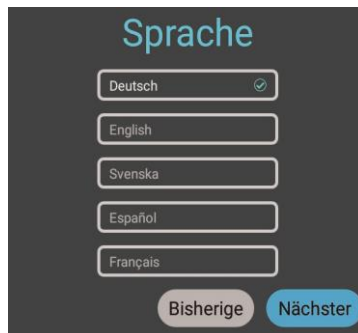 Sprache
Deutsch
English
Svenska
Español
Français
Bisherige Nächster